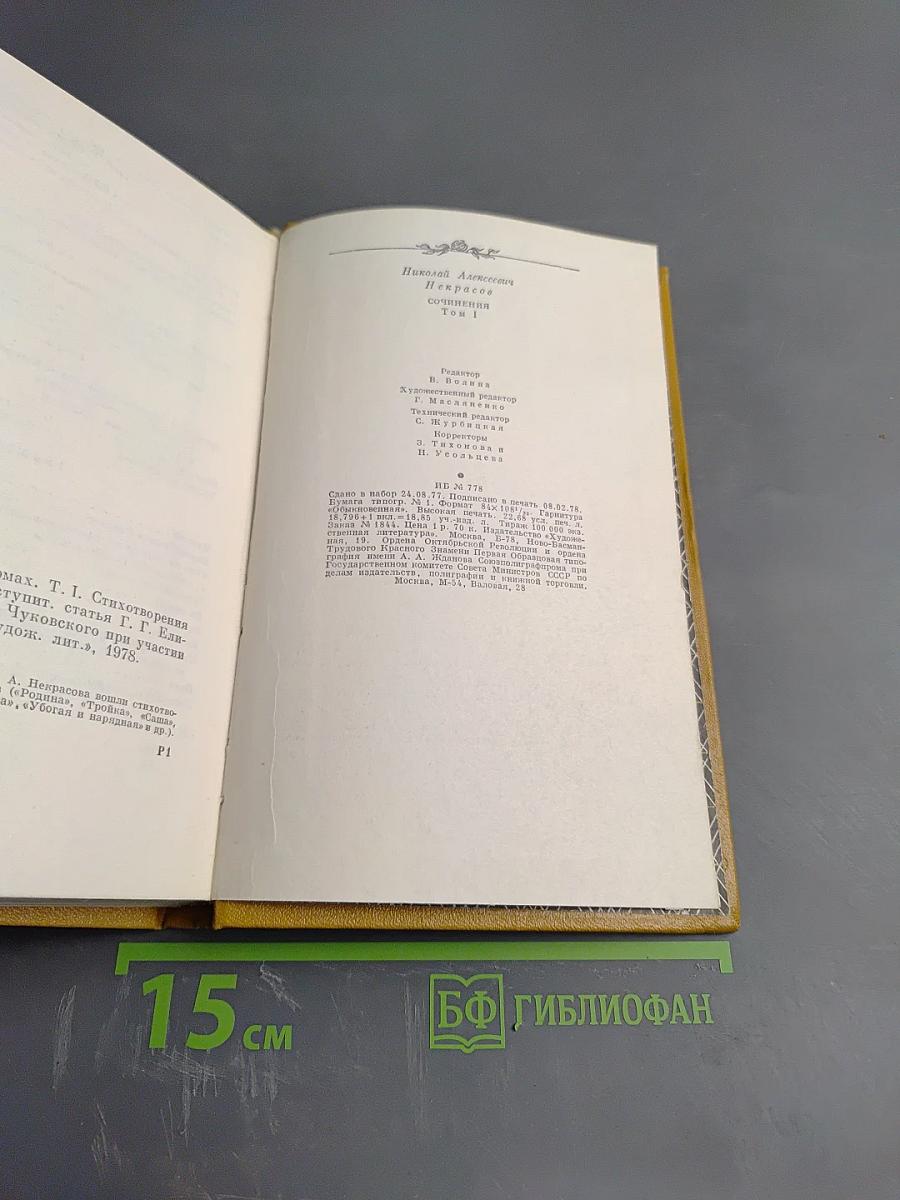 омах. Т. I. Стихотворения
ступит. статья Г. Г. Ели-
Чуковского при участии
удож. лит.», 1978.
А. Некрасова вошли стихотво-
(«Родина», «Тройка», «Саша»,
а», «Убогая и нарядная» и др.).
Р1
Николай Алексеевич
Некрасов
СОЧИНЕНИЯ
Том I
Редактор
В. Волина
Художественный редактор
Г. Масляненко
Технический редактор
С. Журбицкая
Корректоры
З. Тихонова и
Н. Усольцева
ИБ № 778
Сдано в набор 24.08.77. Подписано в печать 08.02.78.
Бумага типогр. № 1. Формат 84×108¹/₃₂. Гарнитура
«Обыкновенная». Высокая печать. 22,68 усл. печ. л.
18,796+1 вкл.=18,85 уч.-изд. л. Тираж 100 000 экз.
Заказ № 1844. Цена 1 р. 70 к. Издательство «Художе-
ственная литература». Москва, Б-78, Ново-Басман-
ная, 19. Ордена Октябрьской Революции и ордена
Трудового Красного Знамени Первая Образцовая типо-
графия имени А. А. Жданова Союзполиграфпрома при
Государственном комитете Совета Министров СССР по
делам издательств, полиграфии и книжной торговли.
Москва, М-54, Валовая, 28
15 см
БФ ГИБЛИОФАН